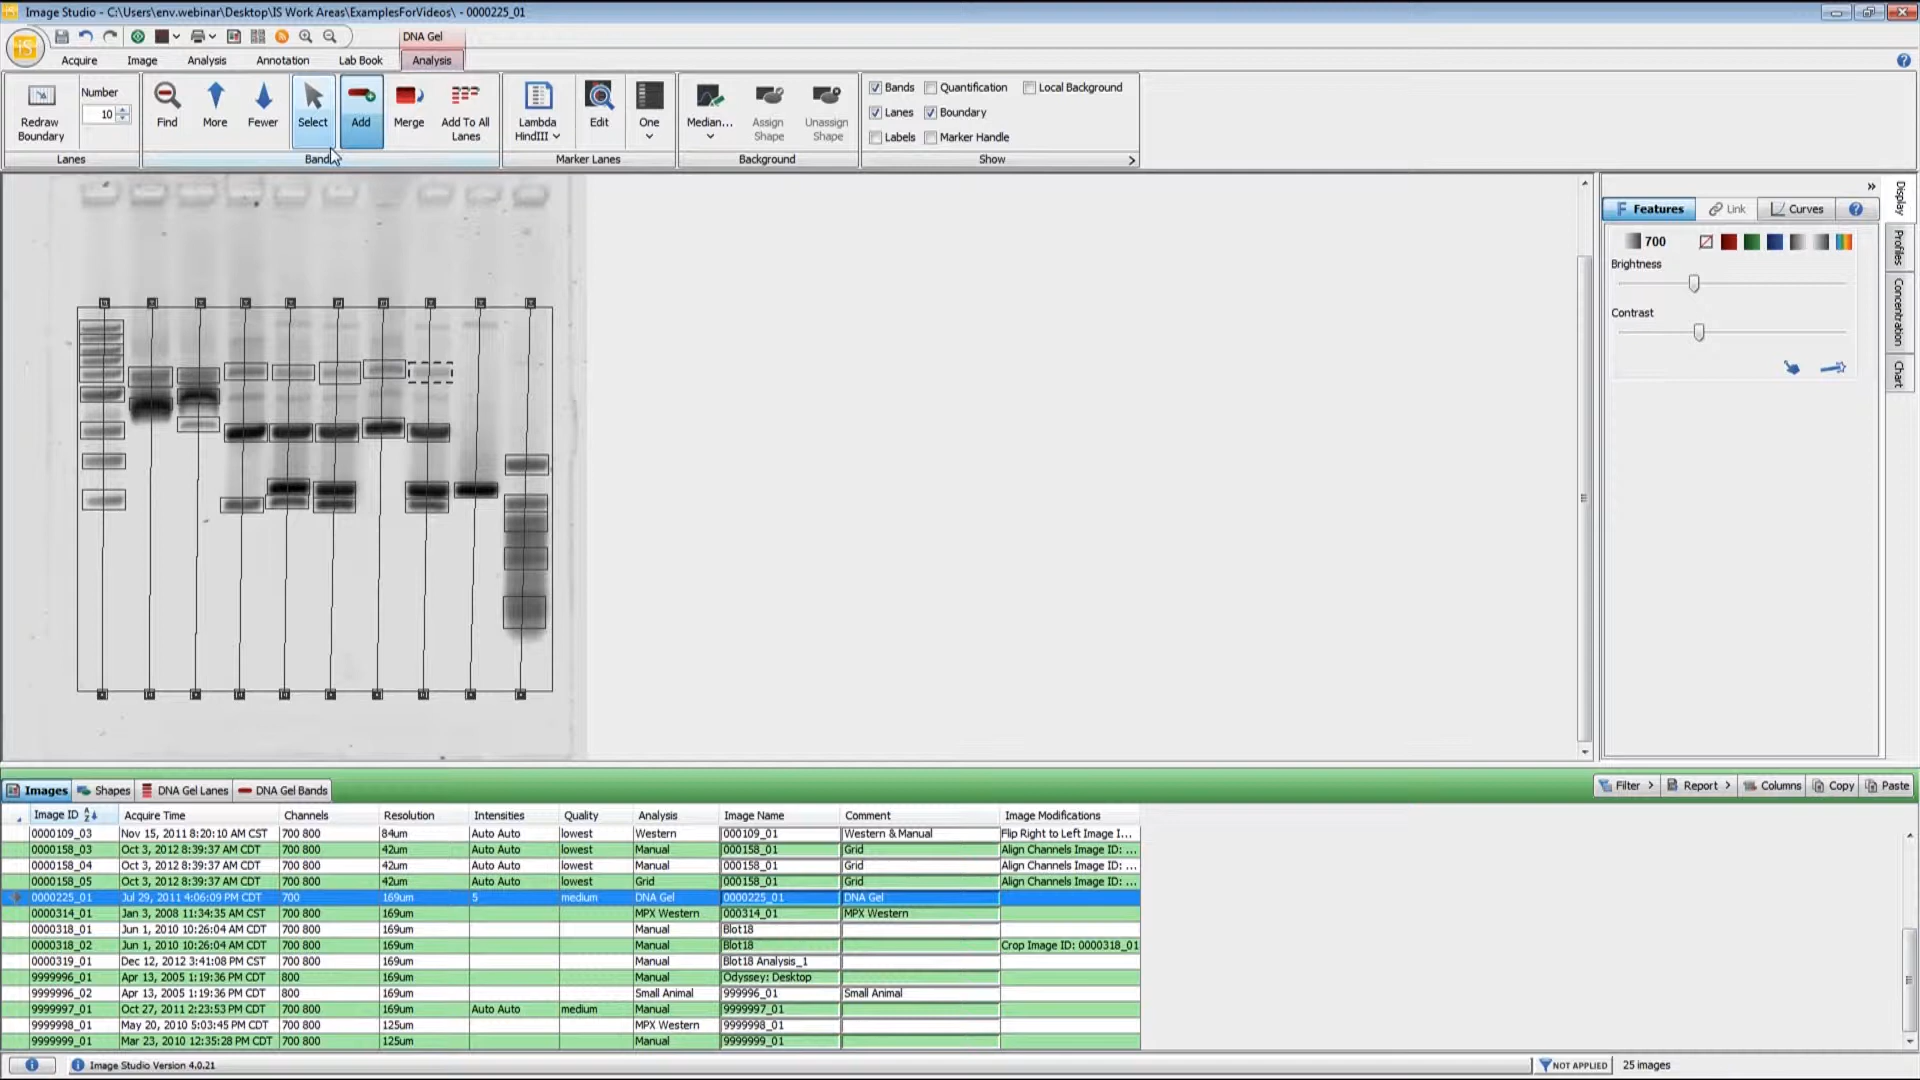 Image Studio - C:\Users\env.webinar\Desktop\IS Work Areas\ExamplesForVideos\ - 0000225_01
DNA Gel
Acquire Image Analysis Annotation Lab Book Analysis
Redraw Boundary
Number
10
Lanes
Find More Fewer Select Add Merge Add To All Lanes
Band
Lambda HindIII Edit One
Marker Lanes
Median... Assign Shape Unassign Shape
Background
Bands Quantification Local Background
Lanes Boundary
Labels Marker Handle
Show
Features Link Curves
700
Brightness
Contrast
Display
Profiles
Concentration
Chart
Images Shapes DNA Gel Lanes DNA Gel Bands Filter Report Columns Copy Paste
Image ID Acquire Time Channels Resolution Intensities Quality Analysis Image Name Comment Image Modifications
0000109_03 Nov 15, 2011 8:20:10 AM CST 700 800 84um Auto Auto lowest Western 000109_01 Western & Manual Flip Right to Left Image I...
0000158_03 Oct 3, 2012 8:39:37 AM CDT 700 800 42um Auto Auto lowest Manual 000158_01 Grid Align Channels Image ID: ...
0000158_04 Oct 3, 2012 8:39:37 AM CDT 700 800 42um Auto Auto lowest Manual 000158_01 Grid Align Channels Image ID: ...
0000158_05 Oct 3, 2012 8:39:37 AM CDT 700 800 42um Auto Auto lowest Grid 000158_01 Grid Align Channels Image ID: ...
0000225_01 Jul 29, 2011 4:06:09 PM CDT 700 169um 5 medium DNA Gel 0000225_01 DNA Gel
0000314_01 Jan 3, 2008 11:34:35 AM CST 700 800 169um MPX Western 000314_01 MPX Western
0000318_01 Jun 1, 2010 10:26:04 AM CDT 700 800 169um Manual Blot18
0000318_02 Jun 1, 2010 10:26:04 AM CDT 700 800 169um Manual Blot18 Crop Image ID: 0000318_01
0000319_01 Dec 12, 2012 3:41:08 PM CST 700 800 169um Manual Blot18 Analysis_1
9999996_01 Apr 13, 2005 1:19:36 PM CDT 800 169um Manual Odyssey: Desktop
9999996_02 Apr 13, 2005 1:19:36 PM CDT 800 169um Small Animal 999996_01 Small Animal
9999997_01 Oct 27, 2011 2:23:53 PM CDT 700 800 169um Auto Auto medium Manual 9999997_01
9999998_01 May 20, 2010 5:03:45 PM CDT 700 800 125um MPX Western 9999998_01
9999999_01 Mar 23, 2010 12:35:28 PM CDT 700 800 125um Manual 9999999_01
Image Studio Version 4.0.21 NOT APPLIED 25 images